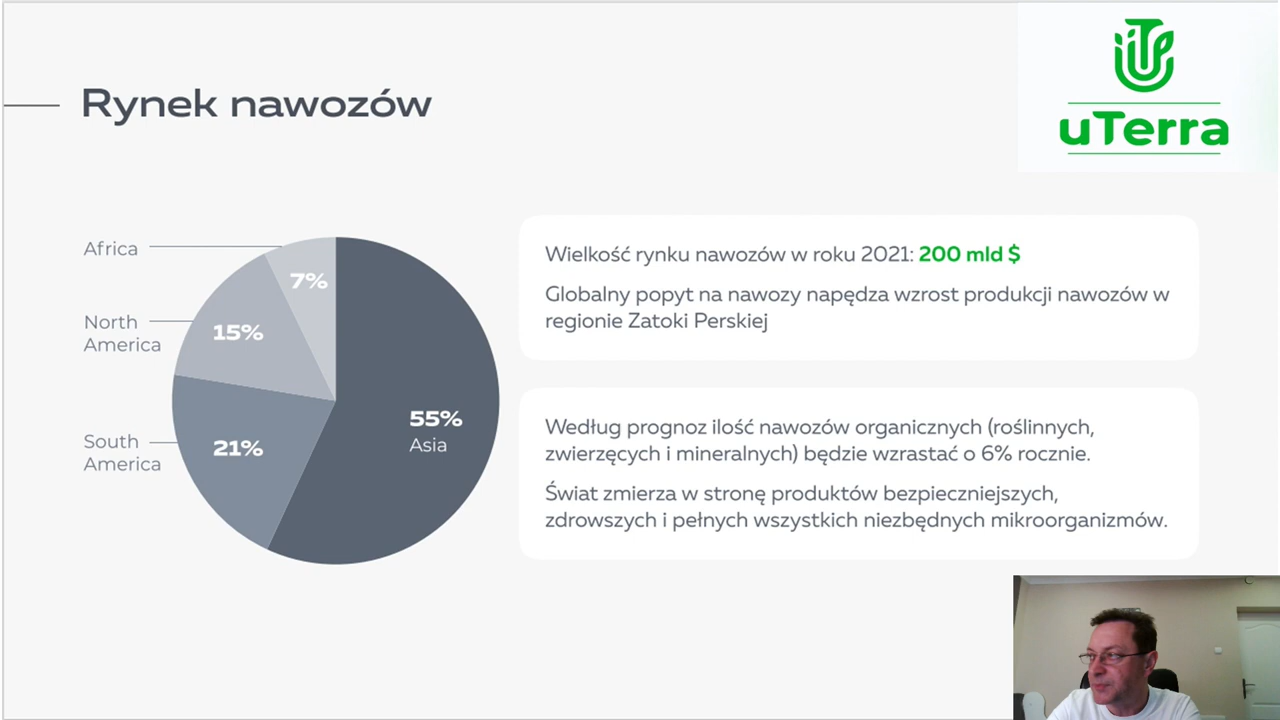 uTerra
Rynek nawozów
Africa
7%
North
America
15%
South
America
21%
55%
Asia
Wielkość rynku nawozów w roku 2021: 200 mld $
Globalny popyt na nawozy napędza wzrost produkcji nawozów w
regionie Zatoki Perskiej
Według prognoz ilość nawozów organicznych (roślinnych,
zwierzęcych i mineralnych) będzie wzrastać o 6% rocznie.
Świat zmierza w stronę produktów bezpieczniejszych,
zdrowszych i pełnych wszystkich niezbędnych mikroorganizmów.